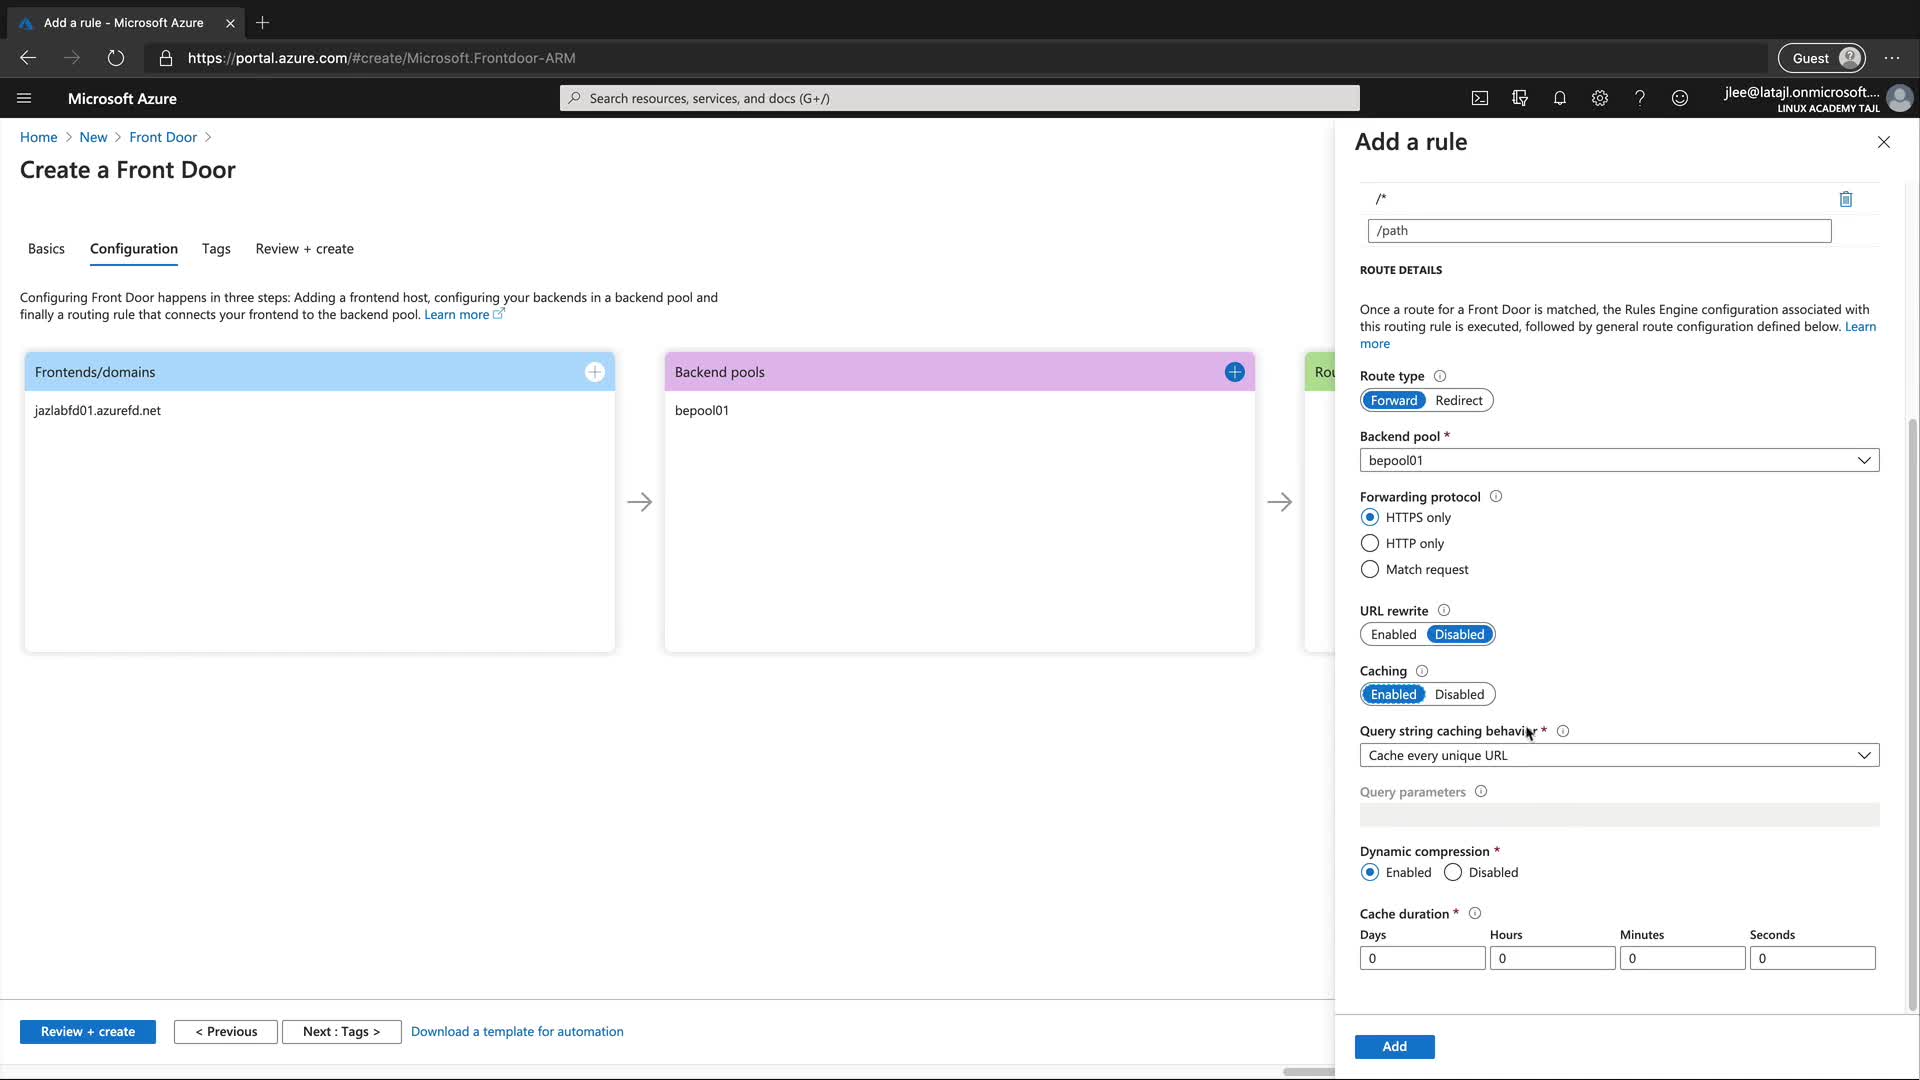 Add a rule - Microsoft Azure
https://portal.azure.com/#create/Microsoft.Frontdoor-ARM
Guest
Microsoft Azure
Search resources, services, and docs (G+/)
jlee@latajl.onmicrosoft....
LINUX ACADEMY TAJL
Home > New > Front Door >
Create a Front Door
Basics
Configuration
Tags
Review + create
Configuring Front Door happens in three steps: Adding a frontend host, configuring your backends in a backend pool and
finally a routing rule that connects your frontend to the backend pool. Learn more
Frontends/domains
jazlabfd01.azurefd.net
Backend pools
bepool01
Rou
Review + create
< Previous
Next : Tags >
Download a template for automation
Add a rule
/*
/path
ROUTE DETAILS
Once a route for a Front Door is matched, the Rules Engine configuration associated with
this routing rule is executed, followed by general route configuration defined below. Learn
more
Route type
Forward Redirect
Backend pool *
bepool01
Forwarding protocol
HTTPS only
HTTP only
Match request
URL rewrite
Enabled Disabled
Caching
Enabled Disabled
Query string caching behavior *
Cache every unique URL
Query parameters
Dynamic compression *
Enabled Disabled
Cache duration *
Days Hours Minutes Seconds
0 0 0 0
Add